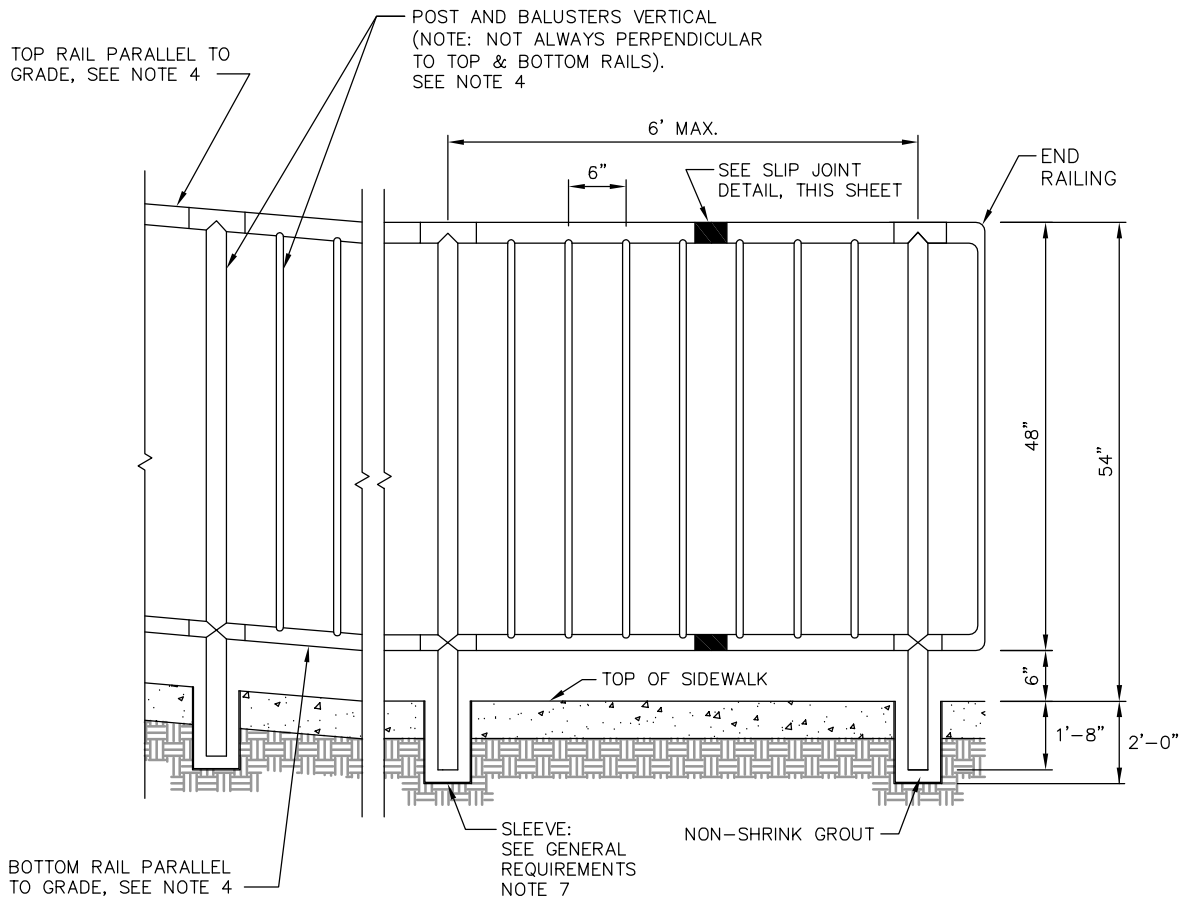 POST AND BALUSTERS VERTICAL
(NOTE: NOT ALWAYS PERPENDICULAR
TO TOP & BOTTOM RAILS).
SEE NOTE 4
TOP RAIL PARALLEL TO
GRADE, SEE NOTE 4
6' MAX.
6"
SEE SLIP JOINT
DETAIL, THIS SHEET
END
RAILING
48"
54"
6"
TOP OF SIDEWALK
1'-8"
2'-0"
SLEEVE:
SEE GENERAL
REQUIREMENTS
NOTE 7
NON-SHRINK GROUT
BOTTOM RAIL PARALLEL
TO GRADE, SEE NOTE 4